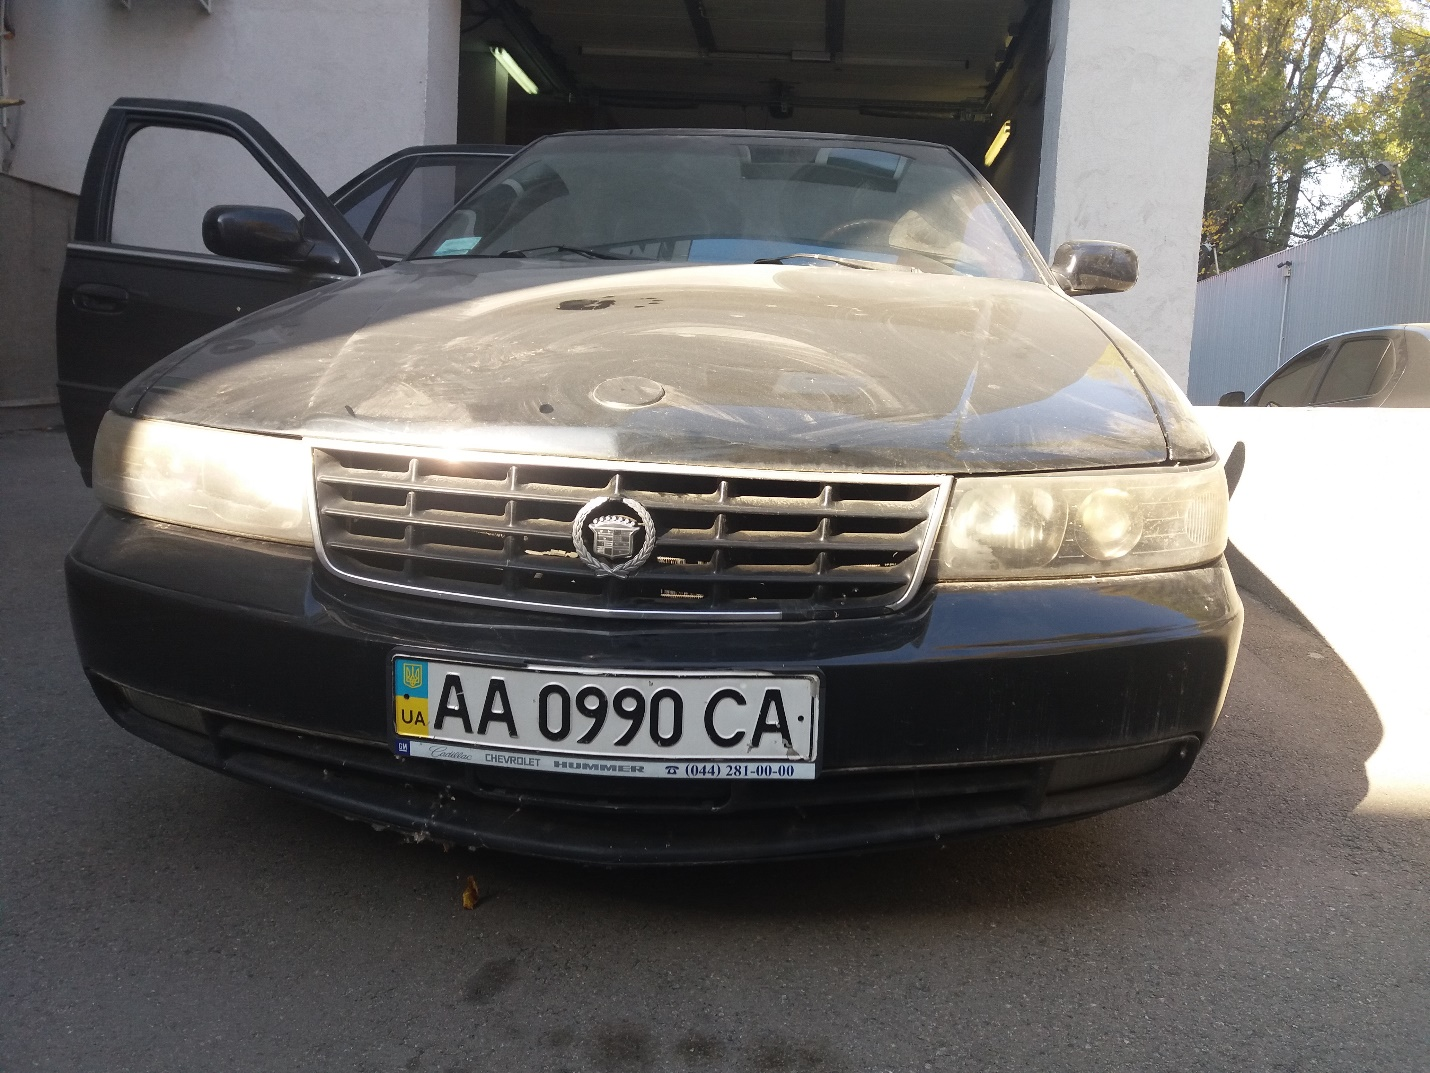 UA AA 0990 CA
GM Cadillac CHEVROLET HUMMER ☎ (044) 281-00-00